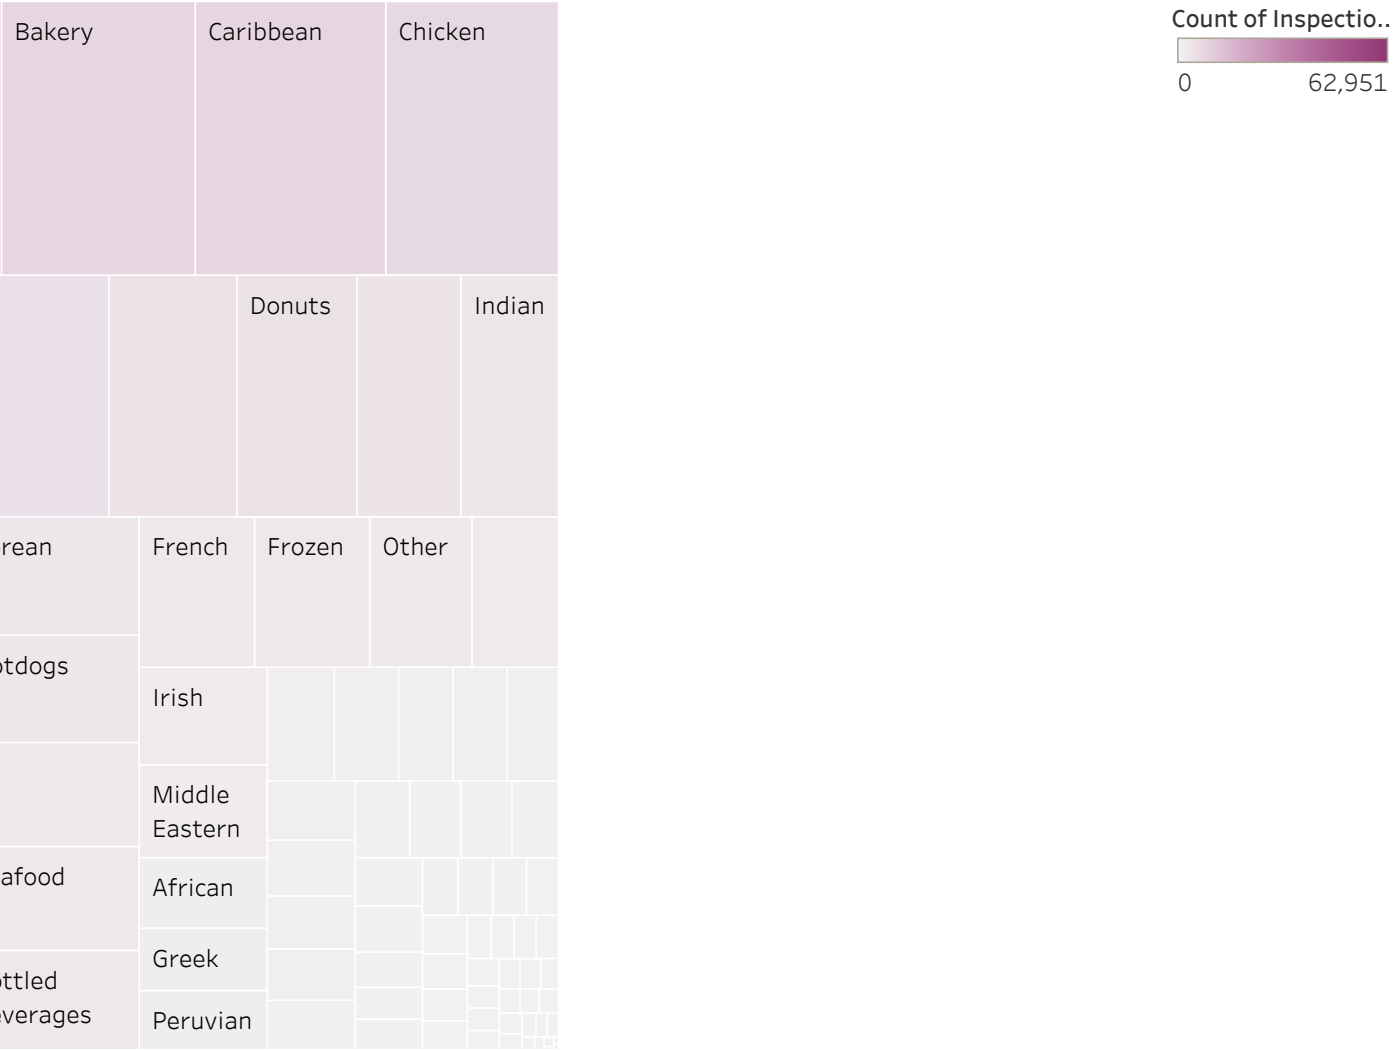 Count of Inspectio..
0 62,951
Bakery
Caribbean
Chicken
Donuts
Indian
rean
French
Frozen
Other
otdogs
Irish
Middle
Eastern
afood
African
Greek
ottled
everages
Peruvian